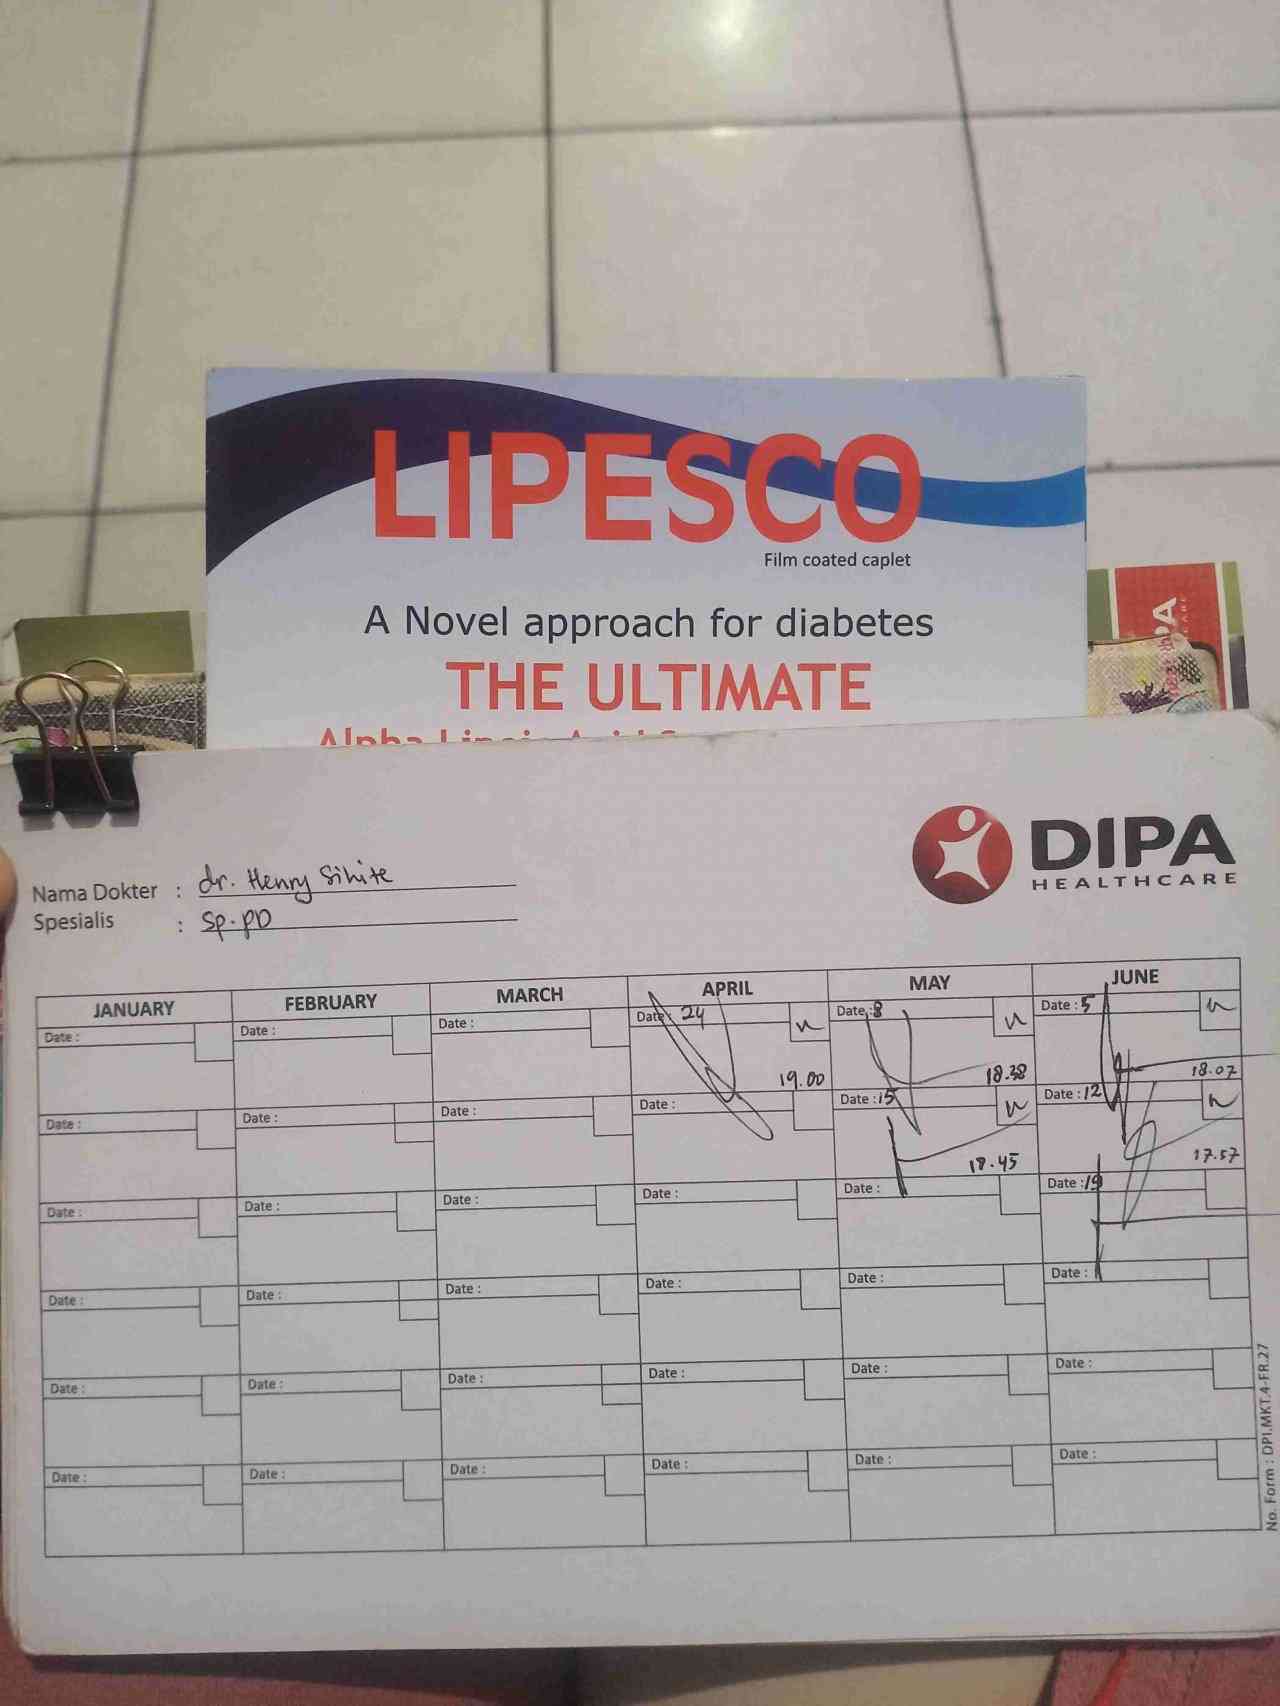 LIPESCO
Film coated caplet
A Novel approach for diabetes
THE ULTIMATE
Alpha Lipoic Acid
DIPA
HEALTHCARE
Nama Dokter : dr. Henry Sihite
Spesialis : Sp.PD
JANUARY FEBRUARY MARCH APRIL MAY JUNE
Date : Date : Date : Date : 24 Date : 8 Date : 5
19.00 18.38 18.07
Date : Date : Date : Date : Date : 15 Date : 12
18.45 17.57
Date : Date : Date : Date : Date : Date : 19
Date : Date : Date : Date : Date : Date :
Date : Date : Date : Date : Date : Date :
Date : Date : Date : Date : Date : Date :
No. Form : DPI.MKT.4-FR.27